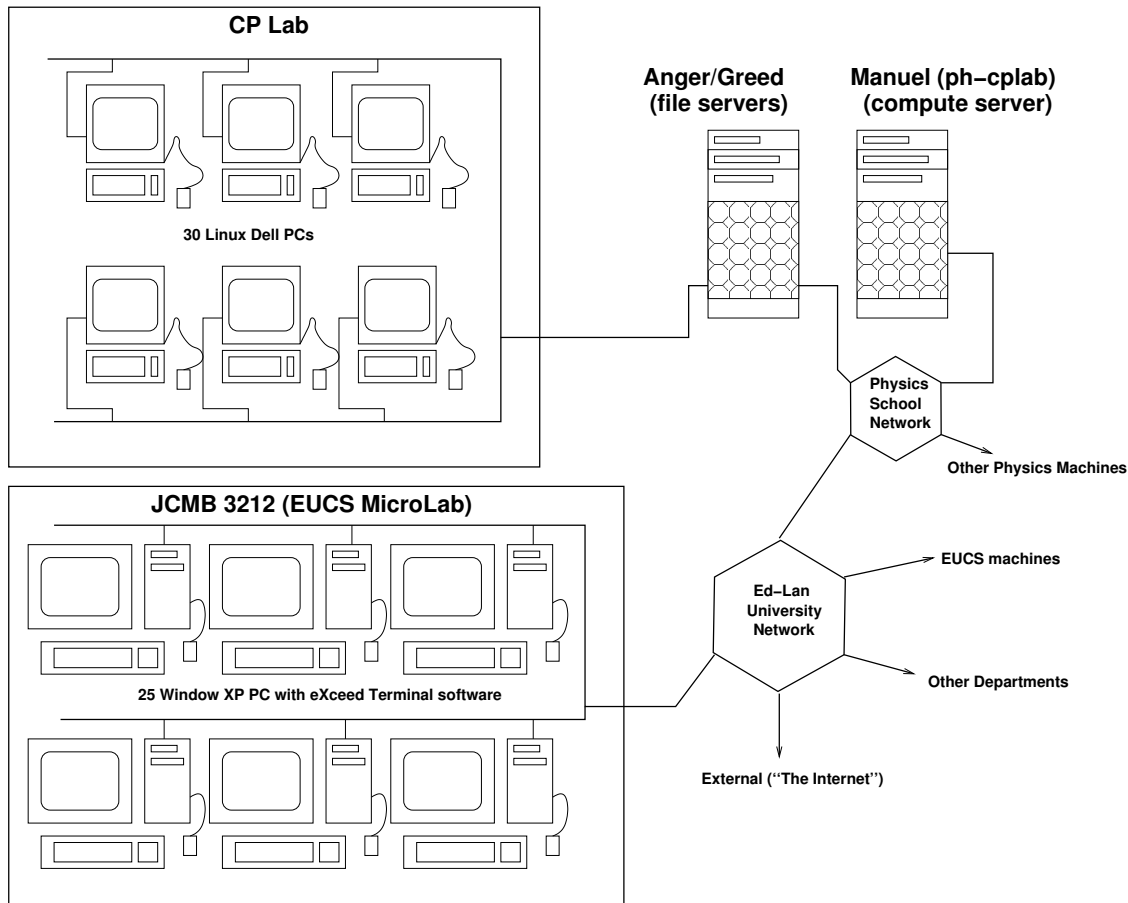 CP Lab
30 Linux Dell PCs
Anger/Greed
(file servers)
Manuel (ph−cplab)
(compute server)
Physics
School
Network
Other Physics Machines
JCMB 3212 (EUCS MicroLab)
25 Window XP PC with eXceed Terminal software
Ed−Lan
University
Network
EUCS machines
Other Departments
External (“The Internet”)